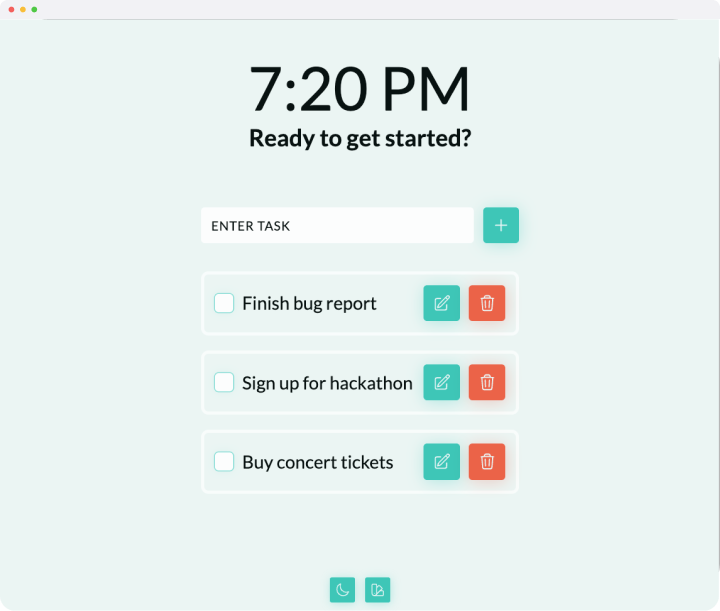 7:20 PM
Ready to get started?
ENTER TASK
Finish bug report
Sign up for hackathon
Buy concert tickets